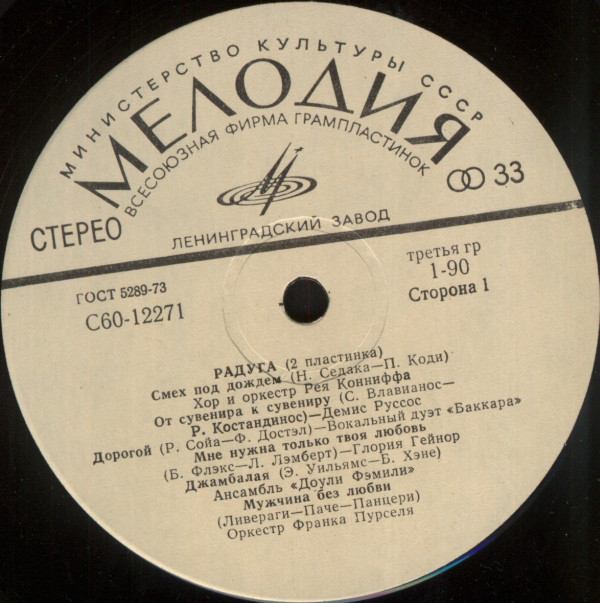 МИНИСТЕРСТВО КУЛЬТУРЫ СССР
МЕЛОДИЯ
ВСЕСОЮЗНАЯ ФИРМА ГРАМПЛАСТИНОК
СТЕРЕО
33
ЛЕНИНГРАДСКИЙ ЗАВОД
ГОСТ 5289-73
С60-12271
третья гр
1-90
Сторона 1
РАДУГА (2 пластинка)
Смех под дождем (Н. Седака—П. Коди)
Хор и оркестр Рея Конниффа
От сувенира к сувениру (С. Влавианос—
Р. Костандинос)—Демис Руссос
Дорогой (Р. Сойа—Ф. Достэл)—Вокальный дуэт «Баккара»
Мне нужна только твоя любовь
(Б. Флэкс—Л. Лэмберт)—Глория Гейнор
Джамбалая (Э. Уильямс—Б. Хэне)
Ансамбль «Доули Фэмили»
Мужчина без любви
(Ливераги—Паче—Панцери)
Оркестр Франка Пурселя